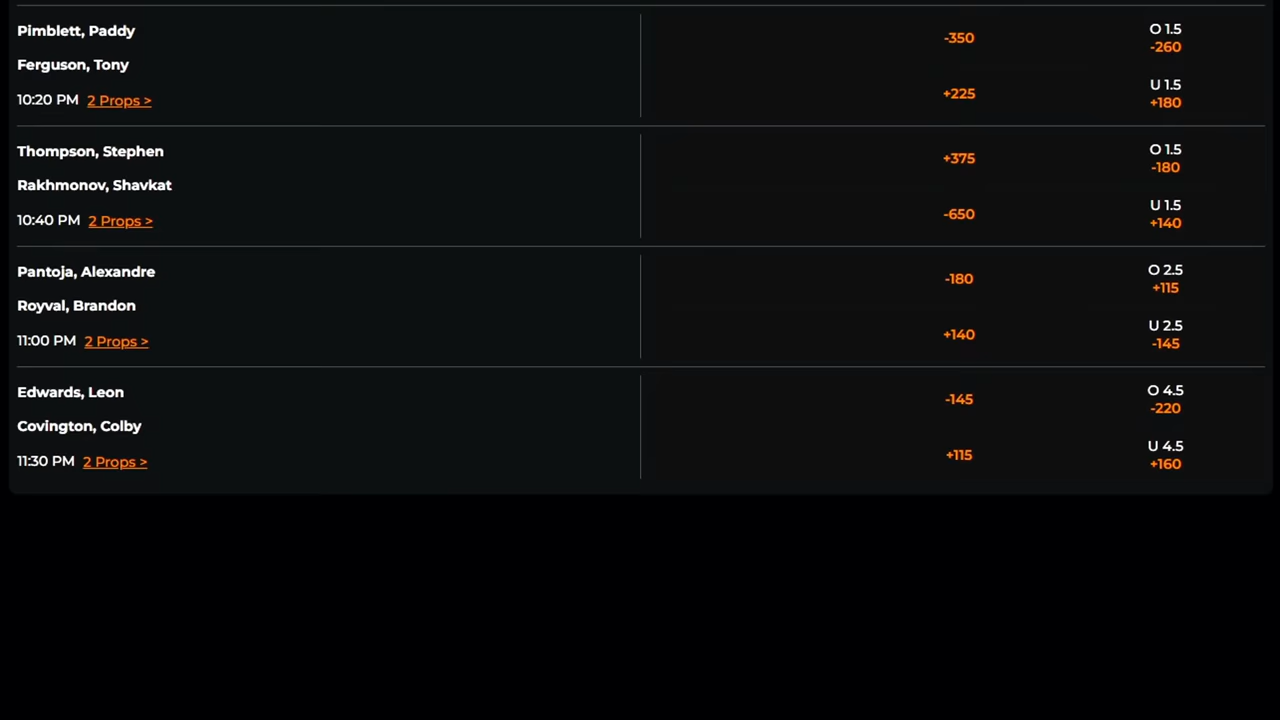 Pimblett, Paddy
-350
O 1.5
-260
Ferguson, Tony
+225
U 1.5
+180
10:20 PM 2 Props >
Thompson, Stephen
+375
O 1.5
-180
Rakhmonov, Shavkat
-650
U 1.5
+140
10:40 PM 2 Props >
Pantoja, Alexandre
-180
O 2.5
+115
Royval, Brandon
+140
U 2.5
-145
11:00 PM 2 Props >
Edwards, Leon
-145
O 4.5
-220
Covington, Colby
+115
U 4.5
+160
11:30 PM 2 Props >